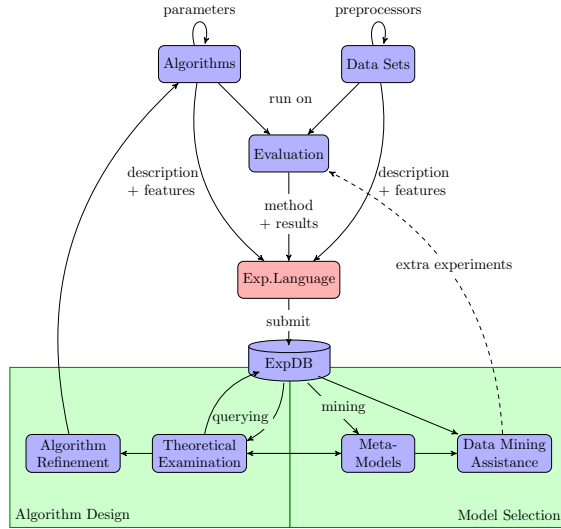 parameters
preprocessors
Algorithms
Data Sets
run on
Evaluation
description
+ features
description
+ features
method
+ results
extra experiments
Exp.Language
submit
ExpDB
querying
mining
Algorithm
Refinement
Theoretical
Examination
Meta-
Models
Data Mining
Assistance
Algorithm Design
Model Selection